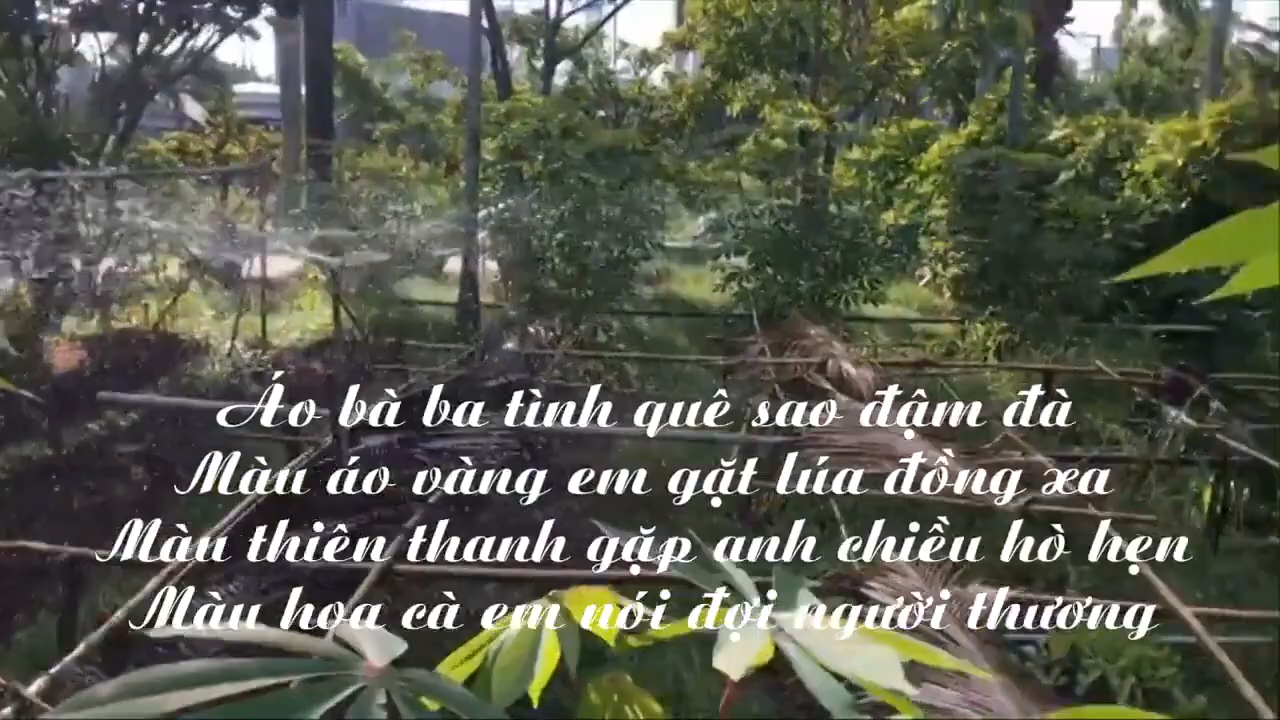 Áo bà ba tình quê sao đậm đà
Màu áo vàng em gặt lúa đồng xa
Màu thiên thanh gặp anh chiều hò hẹn
Màu hoa cà em nói đợi người thương